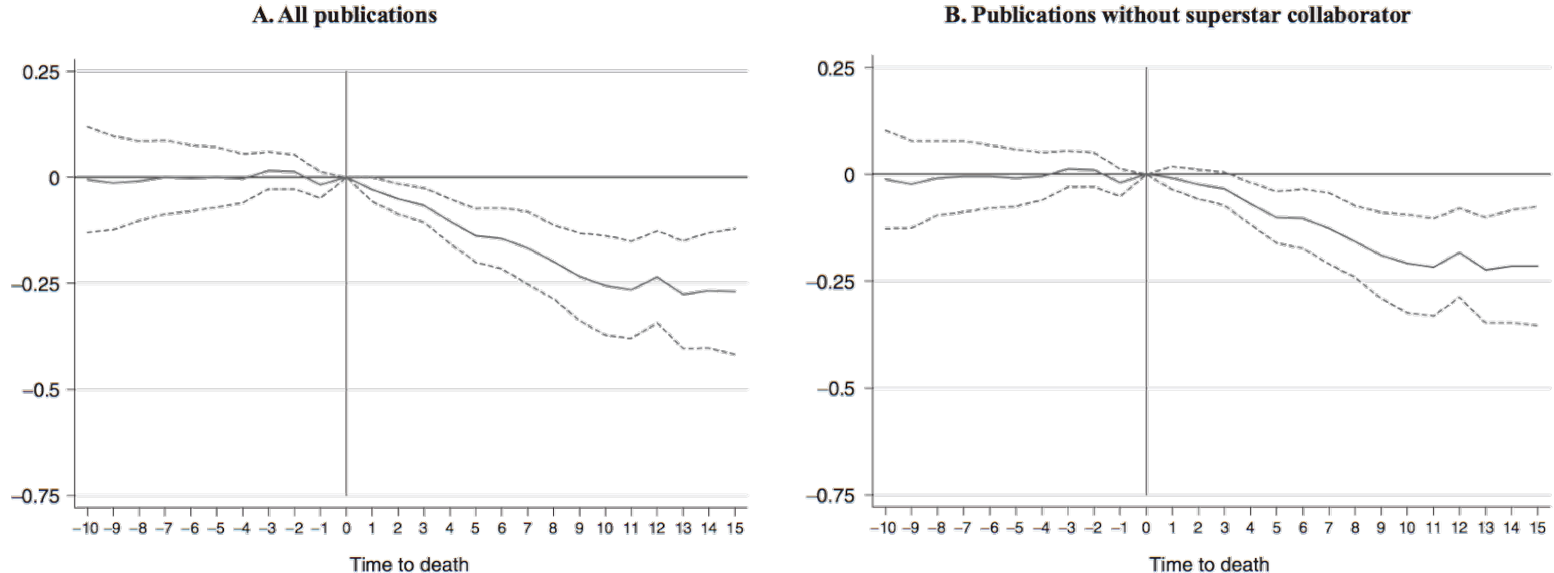 A. All publications
0.25
0
–0.25
–0.5
–0.75
–10 –9 –8 –7 –6 –5 –4 –3 –2 –1 0 1 2 3 4 5 6 7 8 9 10 11 12 13 14 15
Time to death
B. Publications without superstar collaborator
0.25
0
–0.25
–0.5
–0.75
–10 –9 –8 –7 –6 –5 –4 –3 –2 –1 0 1 2 3 4 5 6 7 8 9 10 11 12 13 14 15
Time to death